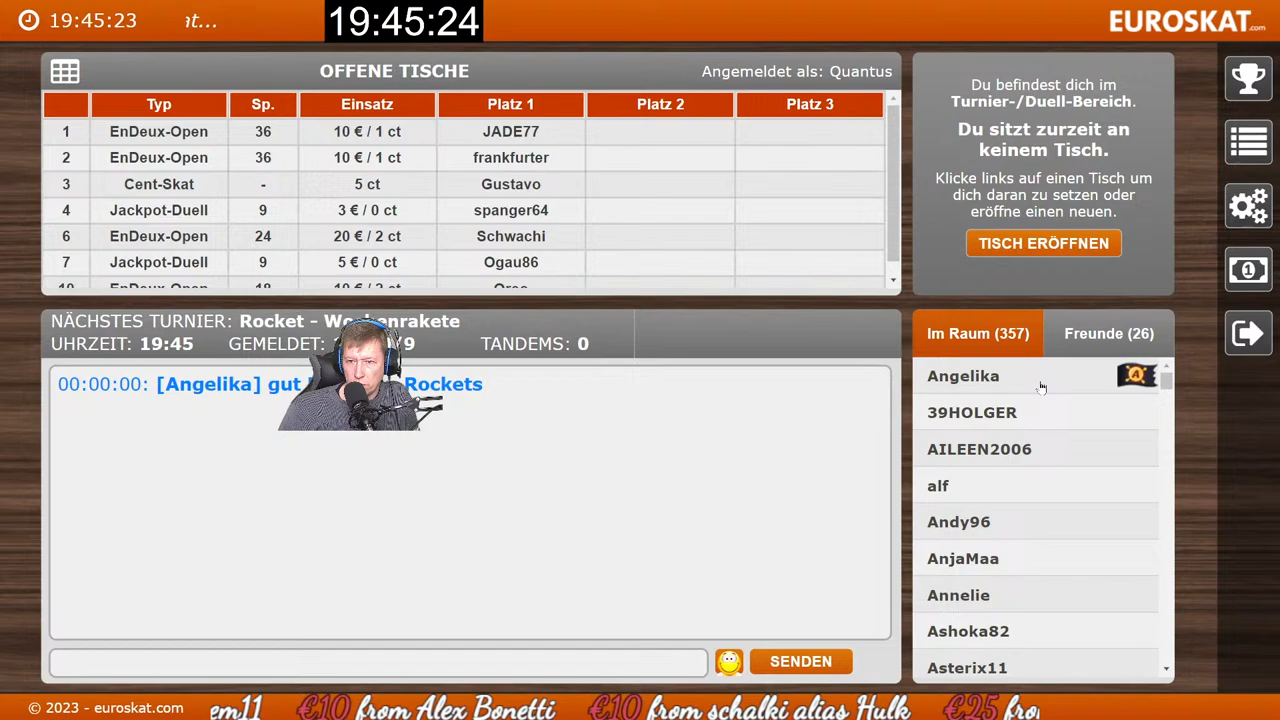 19:45:23
at...
19:45:24
EUROSKAT.com
OFFENE TISCHE
Angemeldet als: Quantus
Typ Sp. Einsatz Platz 1 Platz 2 Platz 3
1 EnDeux-Open 36 10 € / 1 ct JADE77
2 EnDeux-Open 36 10 € / 1 ct frankfurter
3 Cent-Skat - 5 ct Gustavo
4 Jackpot-Duell 9 3 € / 0 ct spanger64
6 EnDeux-Open 24 20 € / 2 ct Schwachi
7 Jackpot-Duell 9 5 € / 0 ct Ogau86
Du befindest dich im
Turnier-/Duell-Bereich.
Du sitzt zurzeit an
keinem Tisch.
Klicke links auf einen Tisch um
dich daran zu setzen oder
eröffne einen neuen.
TISCH ERÖFFNEN
1
NÄCHSTES TURNIER: Rocket - Wochenrakete
UHRZEIT: 19:45 GEMELDET: /9 TANDEMS: 0
00:00:00: [Angelika] gut Rockets
SENDEN
Im Raum (357) Freunde (26)
Angelika
A
39HOLGER
AILEEN2006
alf
Andy96
AnjaMaa
Annelie
Ashoka82
Asterix11
© 2023 - euroskat.com
em11 €10 from Alex Bonetti €10 from schalki alias Hulk €25 fro